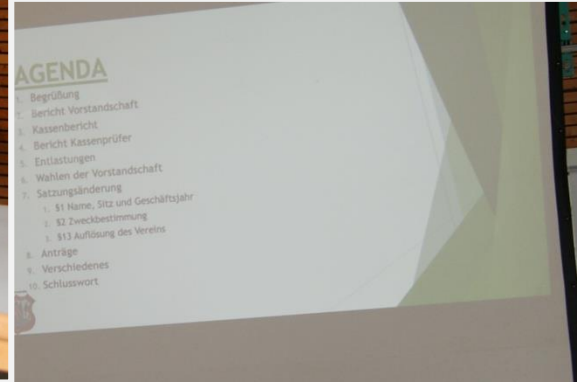 AGENDA
1. Begrüßung
2. Bericht Vorstandschaft
3. Kassenbericht
4. Bericht Kassenprüfer
5. Entlastungen
6. Wahlen der Vorstandschaft
7. Satzungsänderung
1. §1 Name, Sitz und Geschäftsjahr
2. §2 Zweckbestimmung
3. §13 Auflösung des Vereins
8. Anträge
9. Verschiedenes
10. Schlusswort